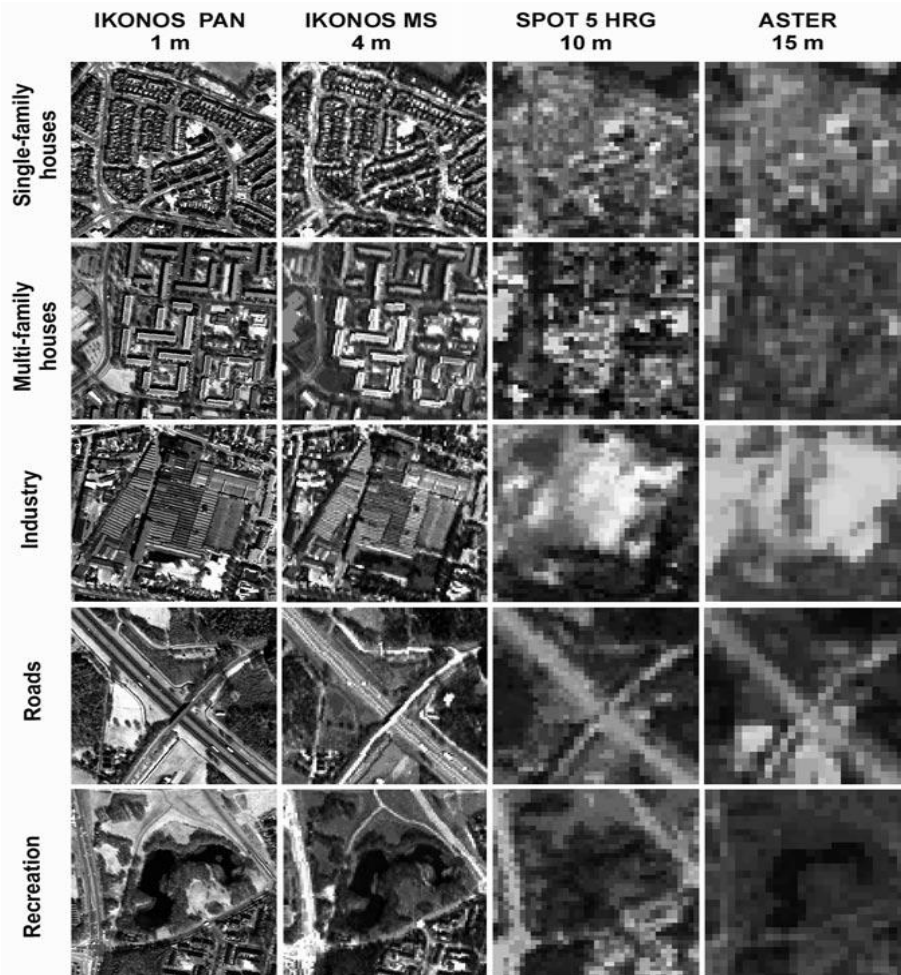 IKONOS PAN
1 m
IKONOS MS
4 m
SPOT 5 HRG
10 m
ASTER
15 m
Single-family
houses
Multi-family
houses
Industry
Roads
Recreation